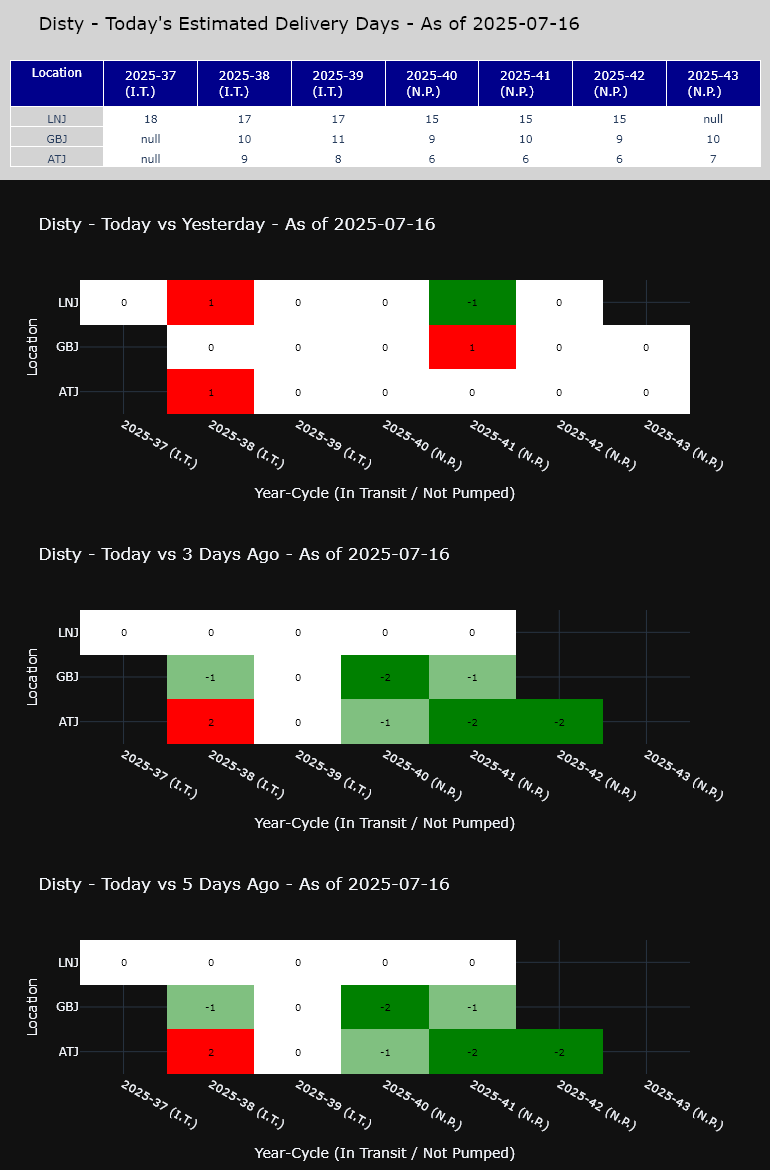 Disty - Today's Estimated Delivery Days - As of 2025-07-16
Location 2025-37 (I.T.) 2025-38 (I.T.) 2025-39 (I.T.) 2025-40 (N.P.) 2025-41 (N.P.) 2025-42 (N.P.) 2025-43 (N.P.)
LNJ 18 17 17 15 15 15 null
GBJ null 10 11 9 10 9 10
ATJ null 9 8 6 6 6 7
Disty - Today vs Yesterday - As of 2025-07-16
Location
LNJ 0 1 0 0 -1 0
GBJ 0 0 0 1 0 0
ATJ 1 0 0 0 0 0
2025-37 (I.T.) 2025-38 (I.T.) 2025-39 (I.T.) 2025-40 (N.P.) 2025-41 (N.P.) 2025-42 (N.P.) 2025-43 (N.P.)
Year-Cycle (In Transit / Not Pumped)
Disty - Today vs 3 Days Ago - As of 2025-07-16
Location
LNJ 0 0 0 0 0
GBJ -1 0 -2 -1
ATJ 2 0 -1 -2 -2
2025-37 (I.T.) 2025-38 (I.T.) 2025-39 (I.T.) 2025-40 (N.P.) 2025-41 (N.P.) 2025-42 (N.P.) 2025-43 (N.P.)
Year-Cycle (In Transit / Not Pumped)
Disty - Today vs 5 Days Ago - As of 2025-07-16
Location
LNJ 0 0 0 0 0
GBJ -1 0 -2 -1
ATJ 2 0 -1 -2 -2
2025-37 (I.T.) 2025-38 (I.T.) 2025-39 (I.T.) 2025-40 (N.P.) 2025-41 (N.P.) 2025-42 (N.P.) 2025-43 (N.P.)
Year-Cycle (In Transit / Not Pumped)